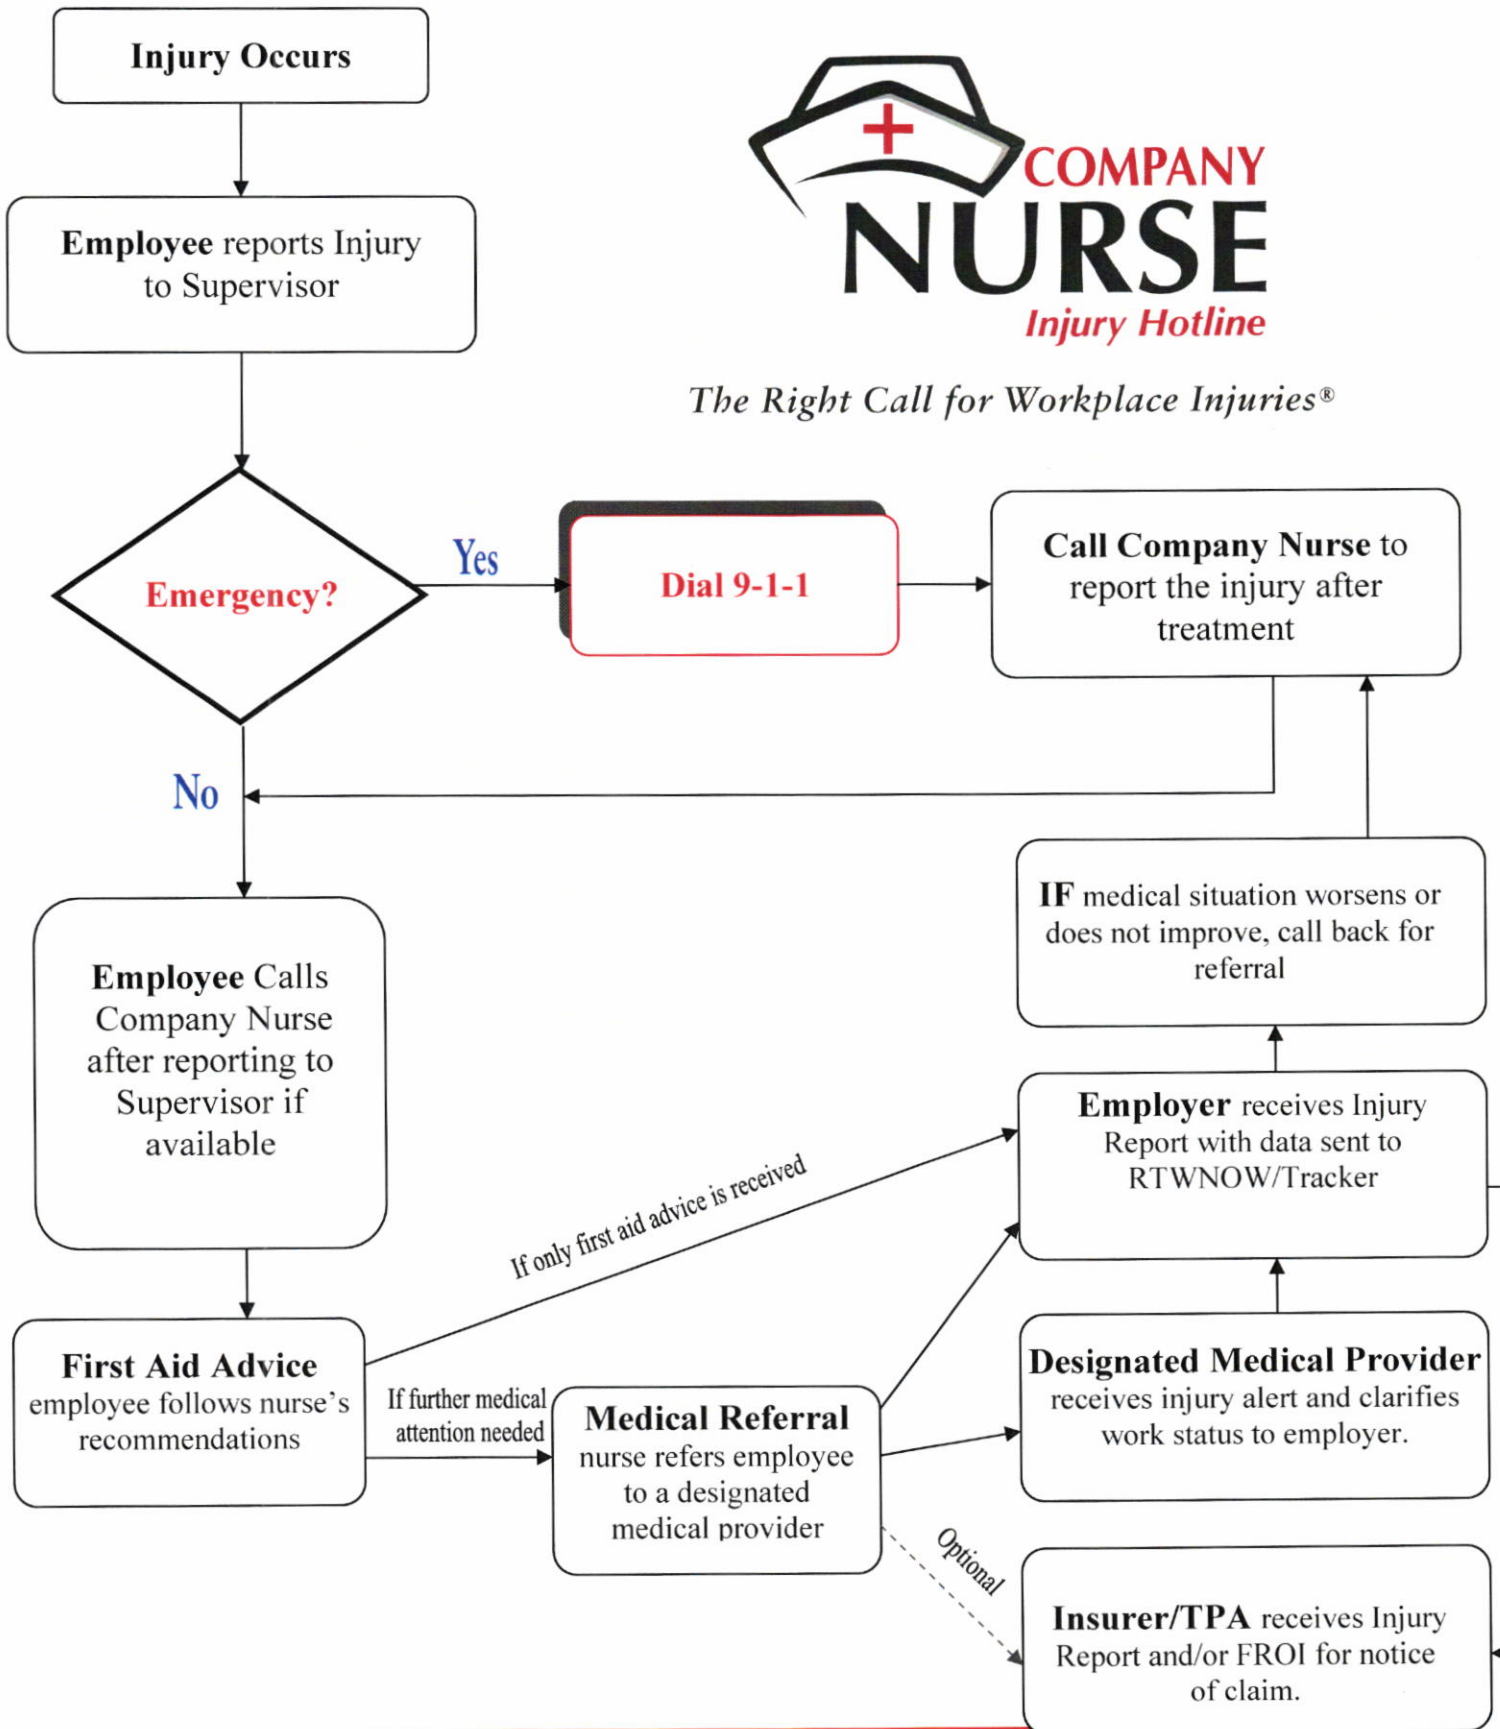 Injury Occurs
COMPANY
NURSE
Injury Hotline
The Right Call for Workplace Injuries®
Employee reports Injury
to Supervisor
Emergency?
Yes
Dial 9-1-1
Call Company Nurse to
report the injury after
treatment
No
IF medical situation worsens or
does not improve, call back for
referral
Employee Calls
Company Nurse
after reporting to
Supervisor if
available
Employer receives Injury
Report with data sent to
RTWNOW/Tracker
If only first aid advice is received
First Aid Advice
employee follows nurse's
recommendations
If further medical
attention needed
Medical Referral
nurse refers employee
to a designated
medical provider
Designated Medical Provider
receives injury alert and clarifies
work status to employer.
Optional
Insurer/TPA receives Injury
Report and/or FROI for notice
of claim.